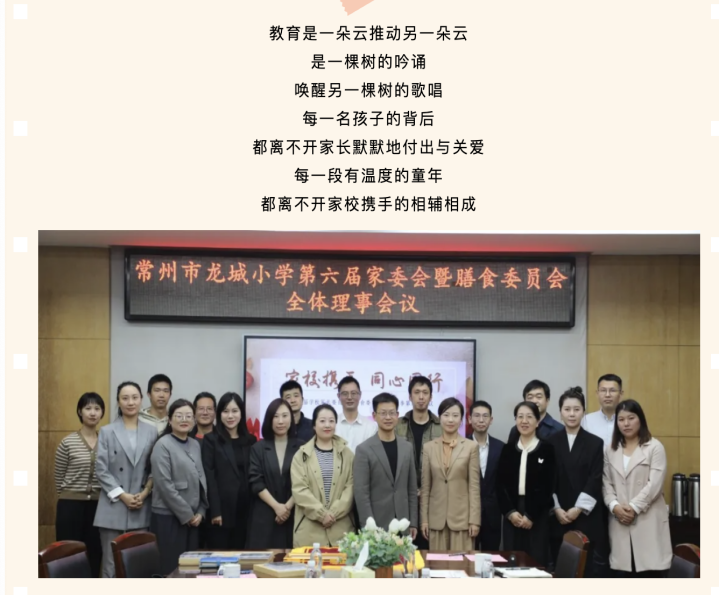 教育是一朵云推动另一朵云
是一棵树的吟诵
唤醒另一棵树的歌唱
每一名孩子的背后
都离不开家长默默地付出与关爱
每一段有温度的童年
都离不开家校携手的相辅相成
常州市龙城小学第六届家委会暨膳食委员会
全体理事会议
家校携手 同心同行